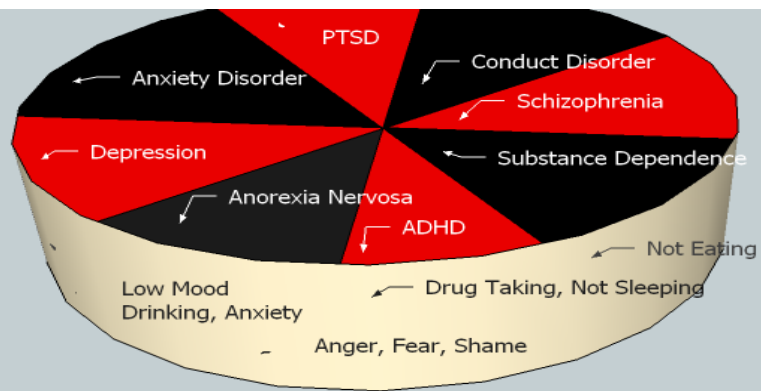 PTSD
Conduct Disorder
Anxiety Disorder
Schizophrenia
Depression
Substance Dependence
Anorexia Nervosa
ADHD
Not Eating
Low Mood
Drinking, Anxiety
Drug Taking, Not Sleeping
Anger, Fear, Shame